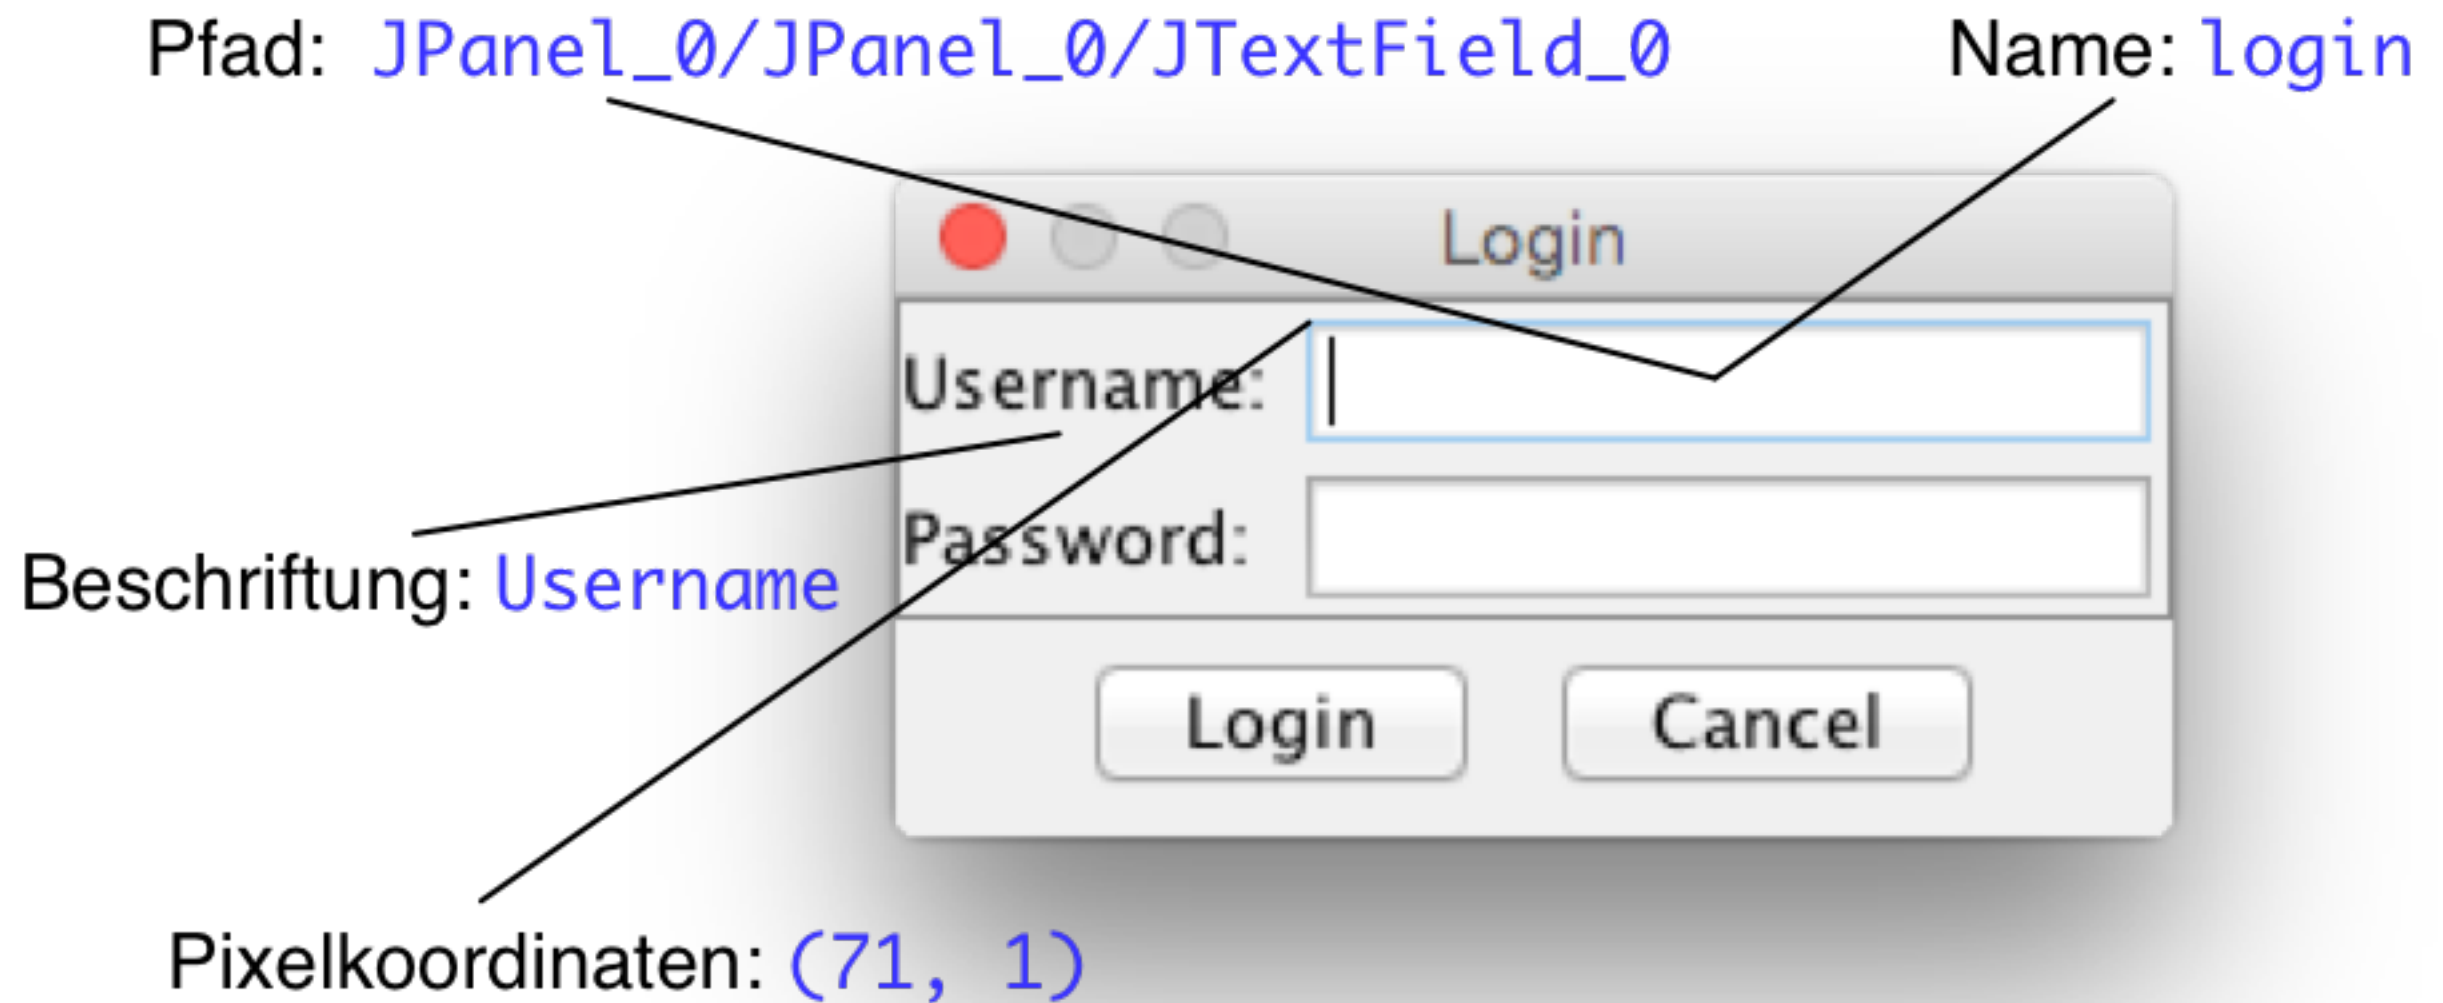 Pfad: JPanel_0/JPanel_0/JTextField_0 Name: login
Login
Username:
Password:
Beschriftung: Username
Login Cancel
Pixelkoordinaten: (71, 1)